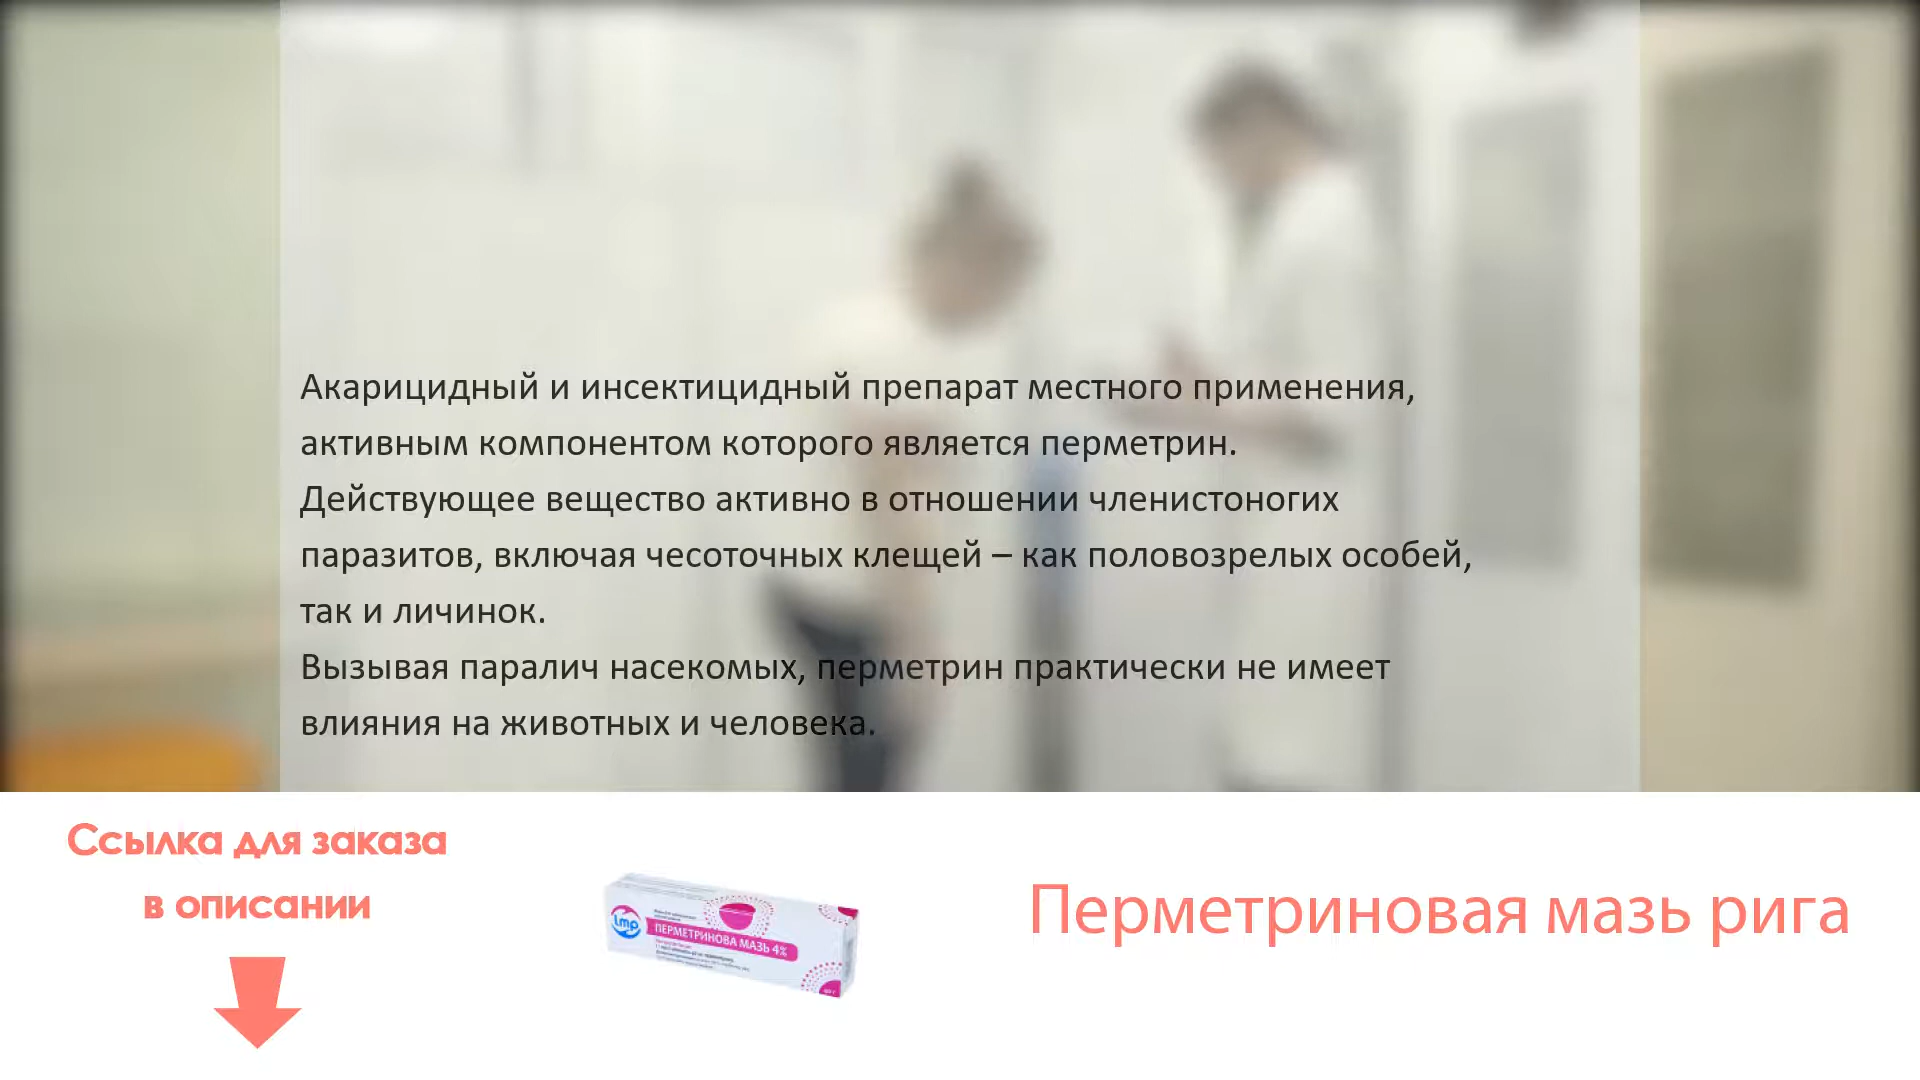 Акарицидный и инсектицидный препарат местного применения,
активным компонентом которого является перметрин.
Действующее вещество активно в отношении членистоногих
паразитов, включая чесоточных клещей – как половозрелых особей,
так и личинок.
Вызывая паралич насекомых, перметрин практически не имеет
влияния на животных и человека.
Ссылка для заказа
в описании
lmp
ПЕРМЕТРИНОВА МАЗЬ 4%
Перметриновая мазь рига